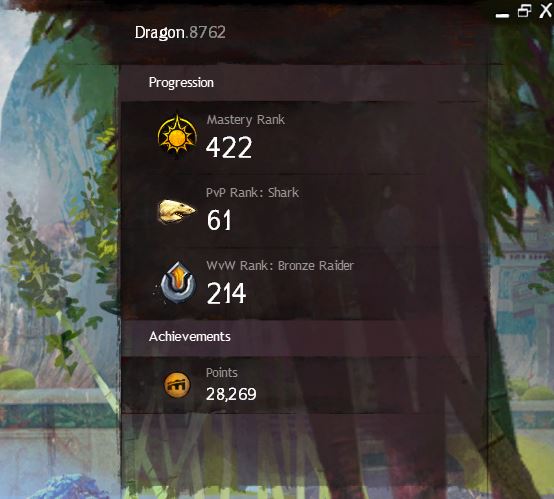 Dragon.8762
Progression
Mastery Rank
422
PvP Rank: Shark
61
WvW Rank: Bronze Raider
214
Achievements
Points
28,269